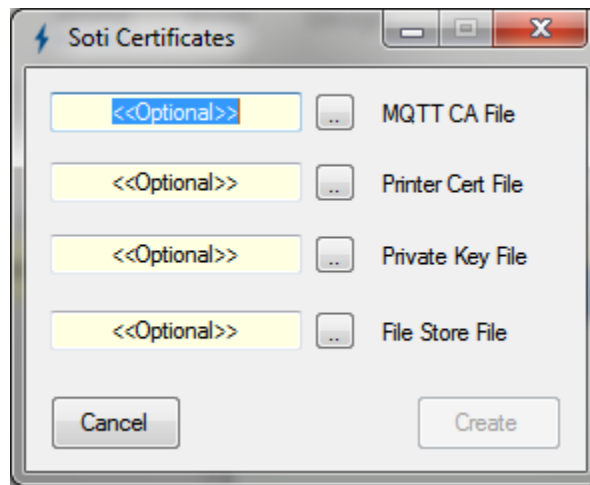 Soti Certificates
<<Optional>> .. MQTT CA File
<<Optional>> .. Printer Cert File
<<Optional>> .. Private Key File
<<Optional>> .. File Store File
Cancel Create